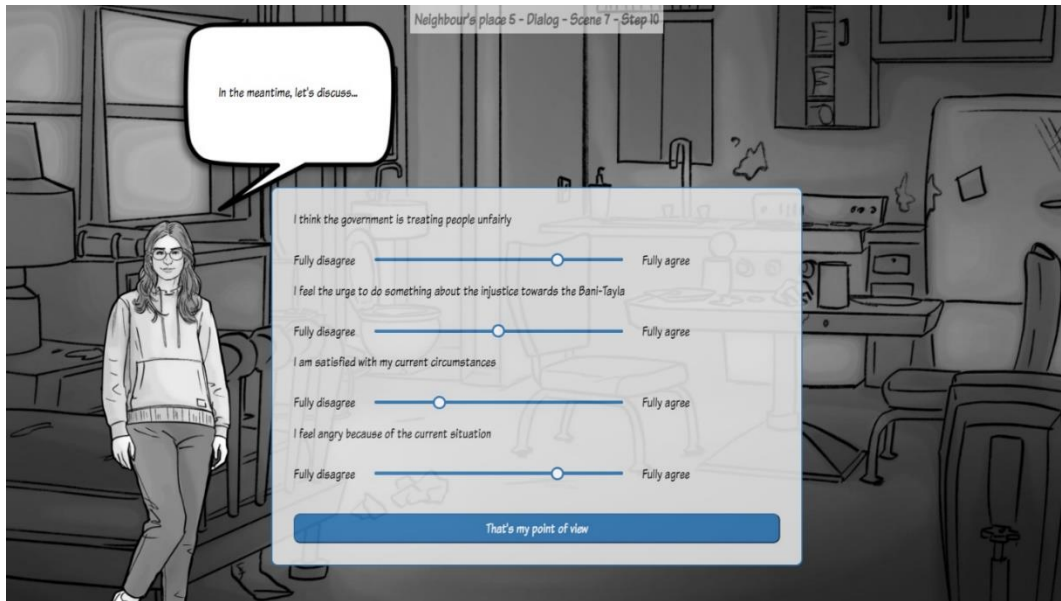 Neighbour's place 5 - Dialog - Scene 7 - Step 10
In the meantime, let's discuss...
I think the government is treating people unfairly
Fully disagree Fully agree
I feel the urge to do something about the injustice towards the Bani-Tayla
Fully disagree Fully agree
I am satisfied with my current circumstances
Fully disagree Fully agree
I feel angry because of the current situation
Fully disagree Fully agree
That's my point of view